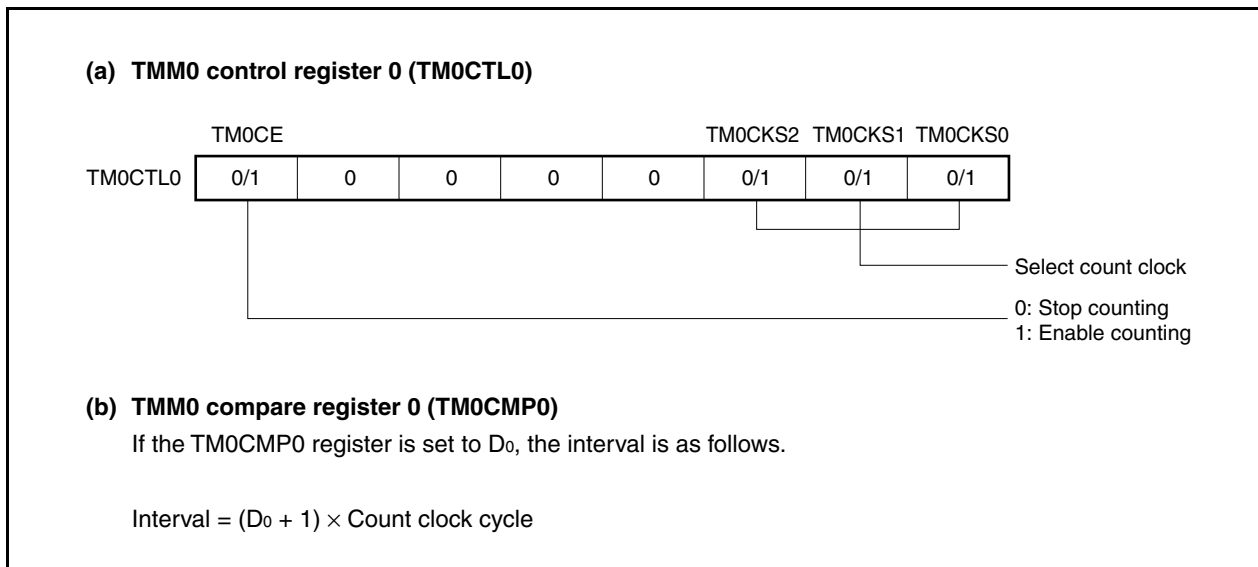 (a) TMM0 control register 0 (TM0CTL0)
TM0CE TM0CKS2 TM0CKS1 TM0CKS0
TM0CTL0 0/1 0 0 0 0 0/1 0/1 0/1
Select count clock
0: Stop counting
1: Enable counting
(b) TMM0 compare register 0 (TM0CMP0)
If the TM0CMP0 register is set to D₀, the interval is as follows.
Interval = (D₀ + 1) × Count clock cycle